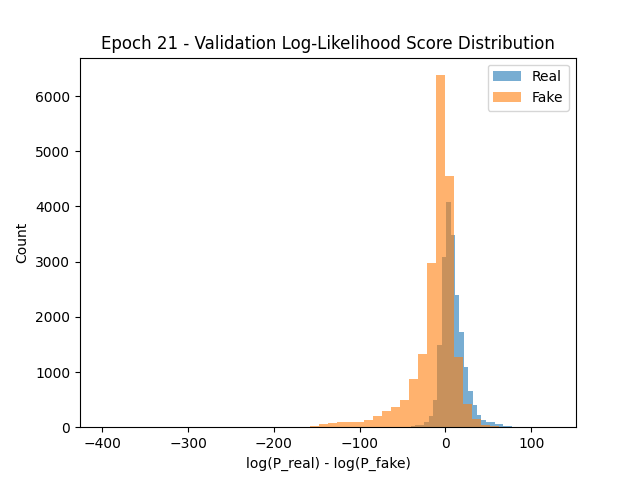 Epoch 21 - Validation Log-Likelihood Score Distribution
Real
Fake
6000
5000
4000
3000
2000
1000
0
Count
−400
−300
−200
−100
0
100
log(P_real) - log(P_fake)